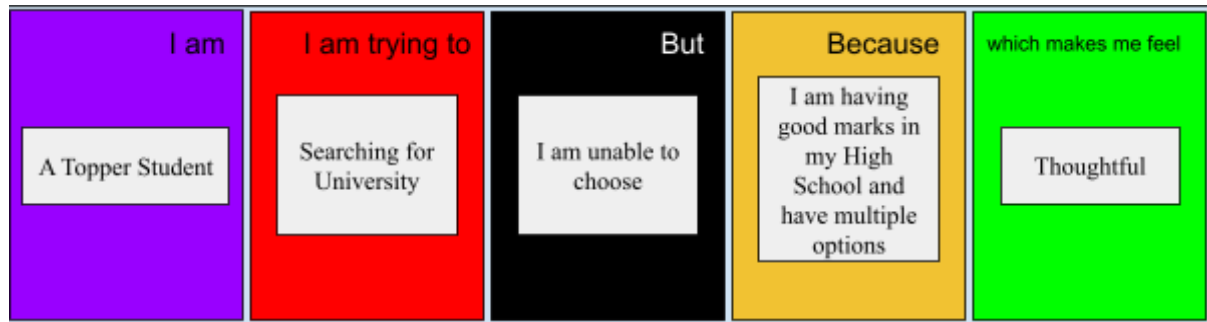 I am
A Topper Student
I am trying to
Searching for
University
But
I am unable to
choose
Because
I am having
good marks in
my High
School and
have multiple
options
which makes me feel
Thoughtful